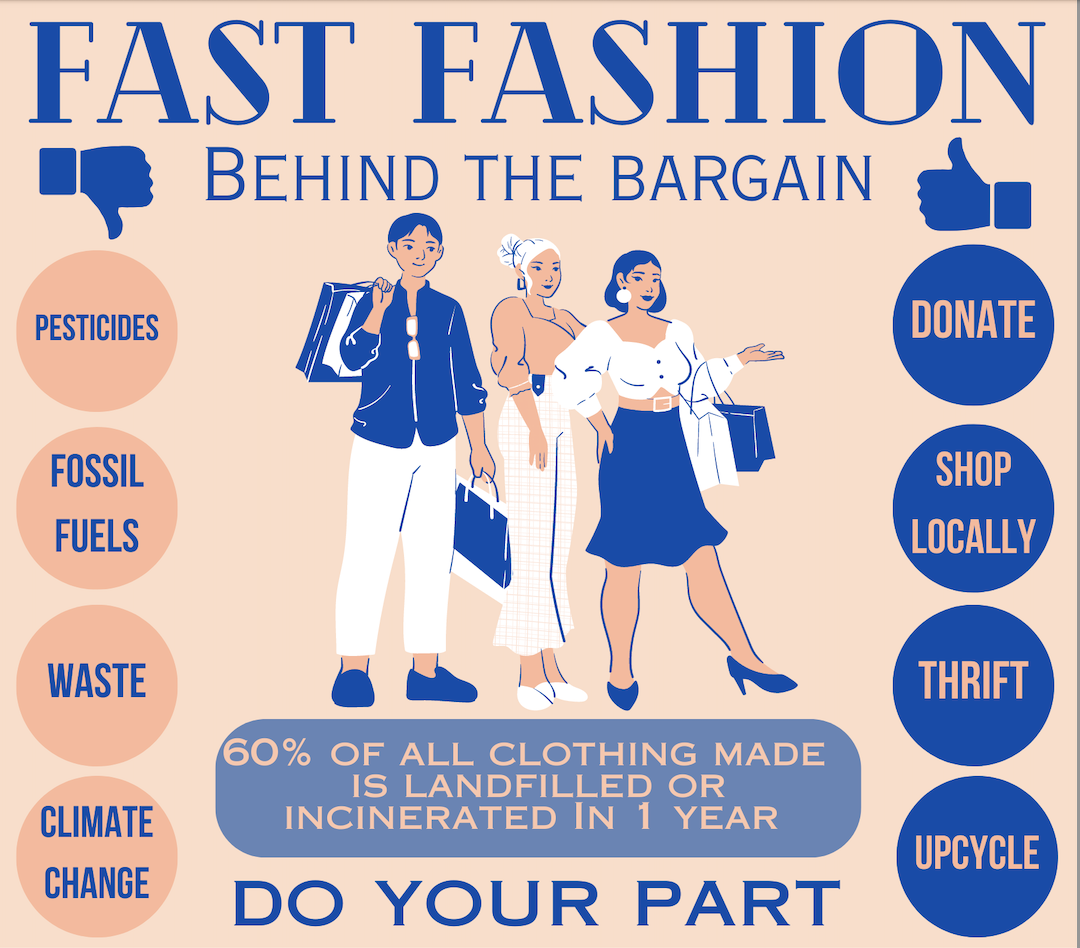 FAST FASHION
BEHIND THE BARGAIN
PESTICIDES
FOSSIL
FUELS
WASTE
CLIMATE
CHANGE
DONATE
SHOP
LOCALLY
THRIFT
UPCYCLE
60% OF ALL CLOTHING MADE
IS LANDFILLED OR
INCINERATED IN 1 YEAR
DO YOUR PART